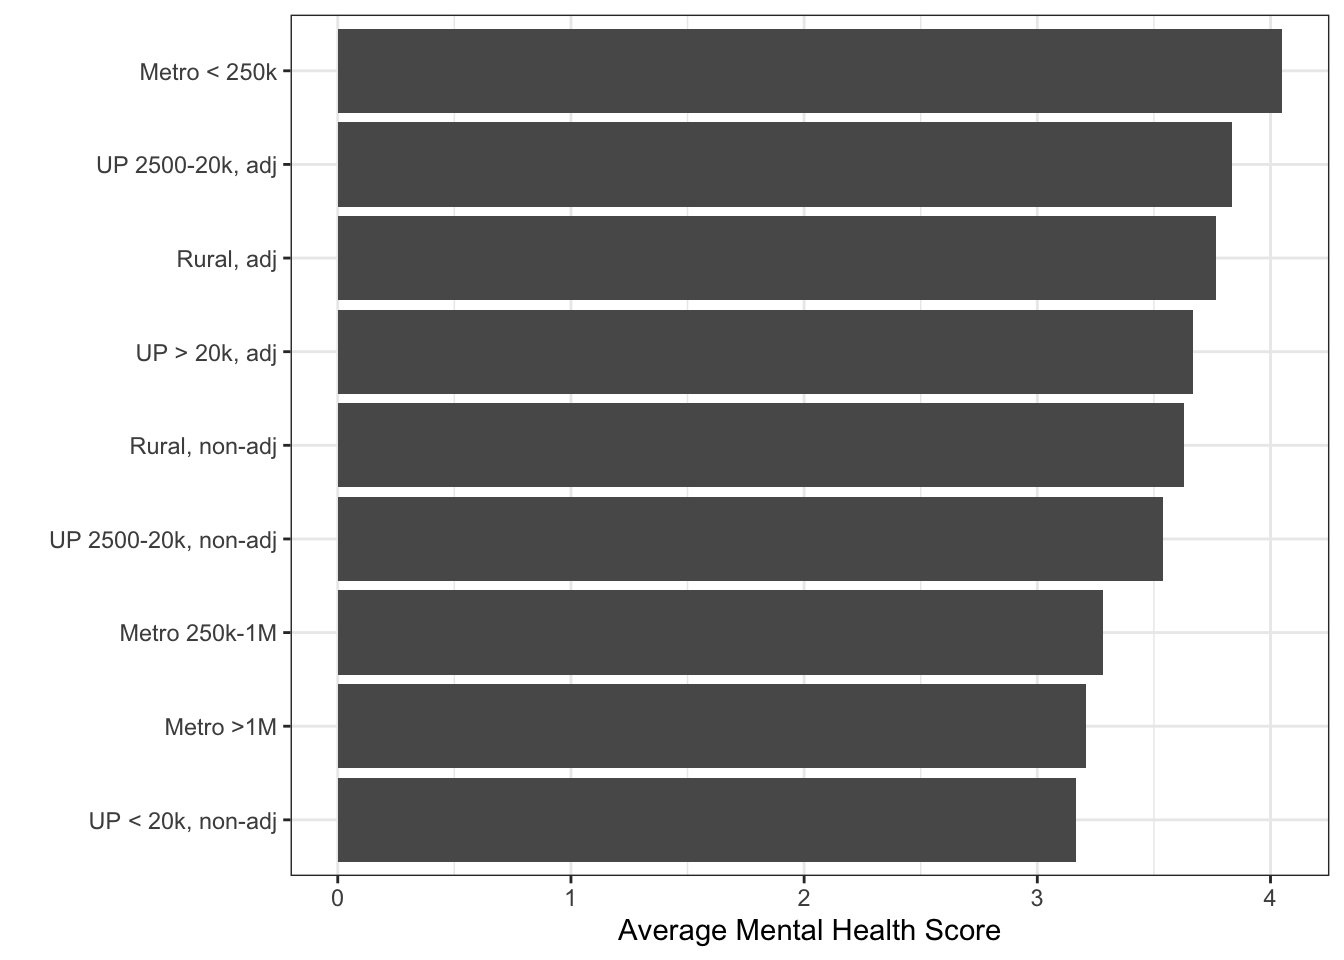 Metro < 250k
UP 2500-20k, adj
Rural, adj
UP > 20k, adj
Rural, non-adj
UP 2500-20k, non-adj
Metro 250k-1M
Metro >1M
UP < 20k, non-adj
0 1 2 3 4
Average Mental Health Score